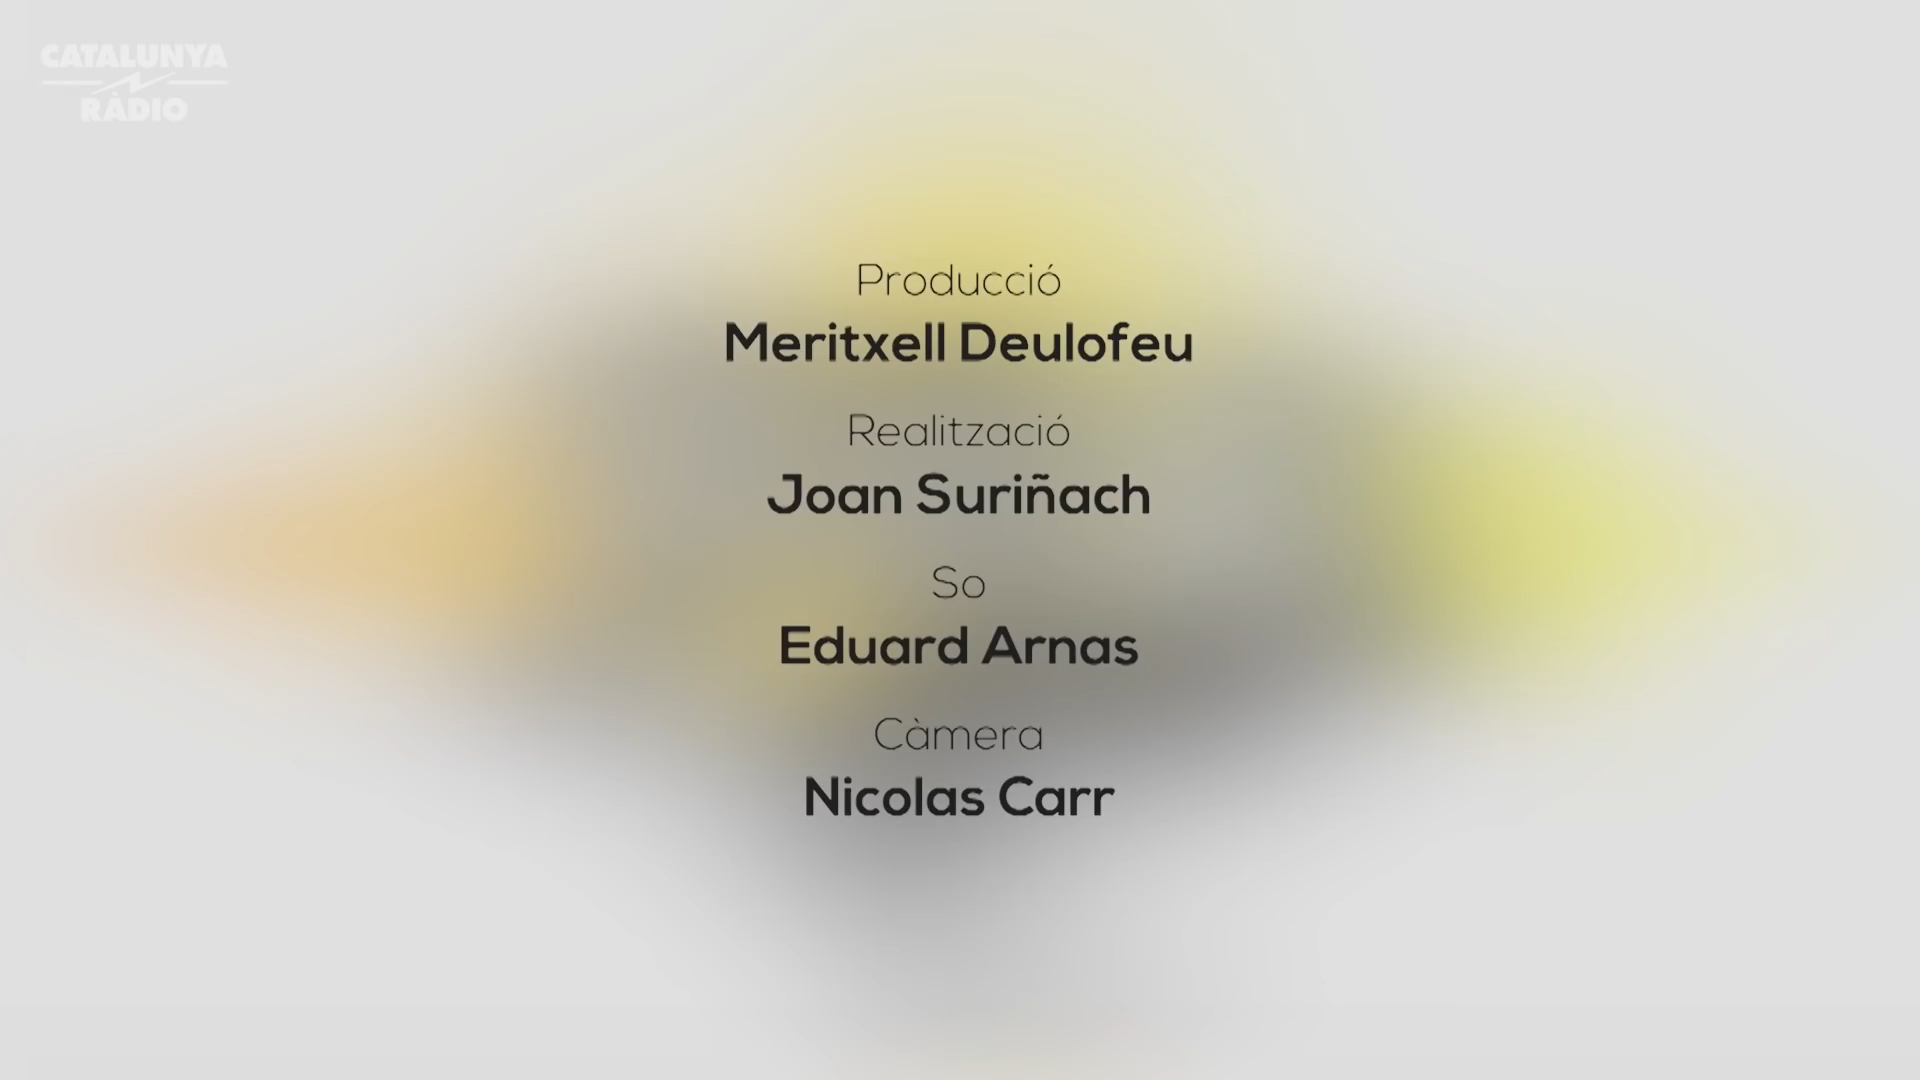 CATALUNYA
RÀDIO
Producció
Meritxell Deulofeu
Realització
Joan Suriñach
So
Eduard Arnas
Càmera
Nicolas Carr